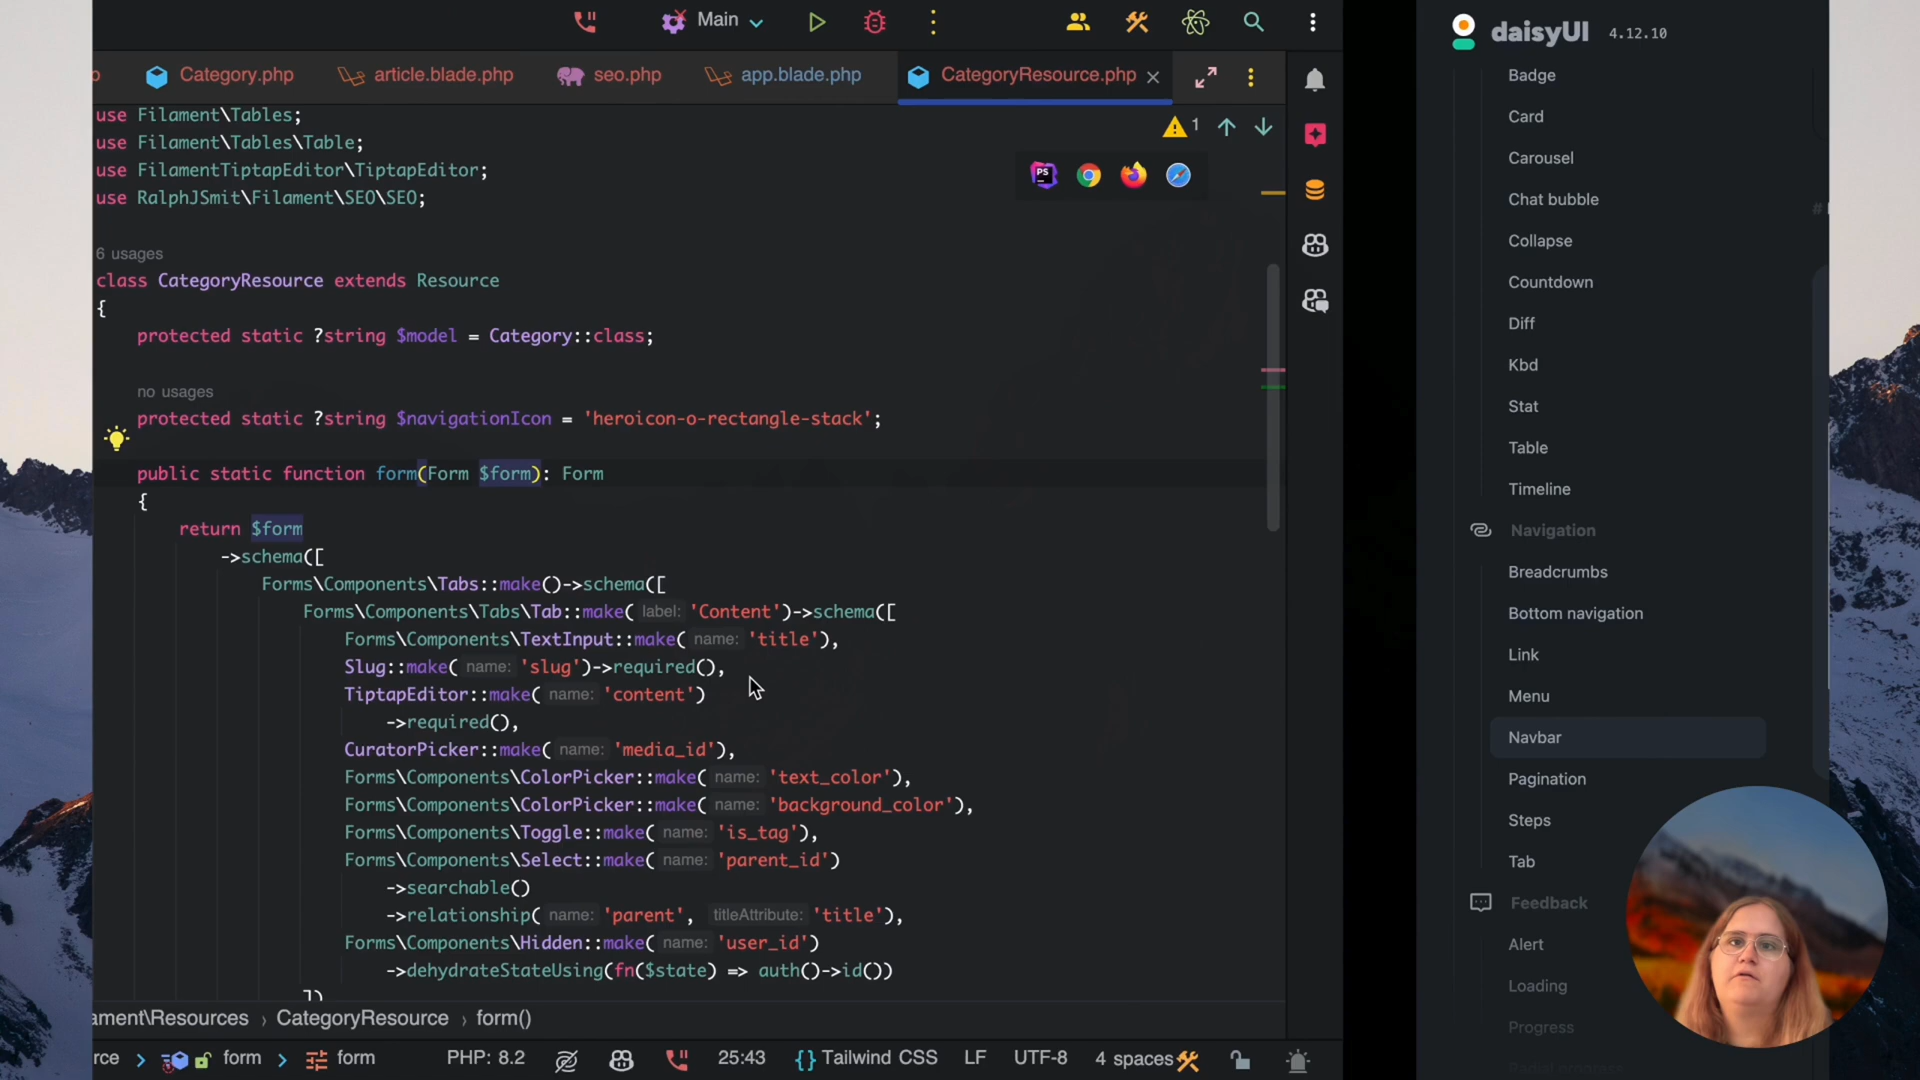 Main
Category.php
article.blade.php
seo.php
app.blade.php
CategoryResource.php
use Filament\Tables;
use Filament\Tables\Table;
use FilamentTiptapEditor\TiptapEditor;
use RalphJSmit\Filament\SEO\SEO;
1
PS
6 usages
class CategoryResource extends Resource
{
protected static ?string $model = Category::class;
no usages
protected static ?string $navigationIcon = 'heroicon-o-rectangle-stack';
public static function form(Form $form): Form
{
return $form
->schema([
Forms\Components\Tabs::make()->schema([
Forms\Components\Tabs\Tab::make( label: 'Content')->schema([
Forms\Components\TextInput::make( name: 'title'),
Slug::make( name: 'slug')->required(),
TiptapEditor::make( name: 'content')
->required(),
CuratorPicker::make( name: 'media_id'),
Forms\Components\ColorPicker::make( name: 'text_color'),
Forms\Components\ColorPicker::make( name: 'background_color'),
Forms\Components\Toggle::make( name: 'is_tag'),
Forms\Components\Select::make( name: 'parent_id')
->searchable()
->relationship( name: 'parent', titleAttribute: 'title'),
Forms\Components\Hidden::make( name: 'user_id')
->dehydrateStateUsing(fn($state) => auth()->id())
])
ament\Resources › CategoryResource › form()
rce › form › form
PHP: 8.2
25:43
{} Tailwind CSS
LF
UTF-8
4 spaces
daisyUI 4.12.10
Badge
Card
Carousel
Chat bubble
Collapse
Countdown
Diff
Kbd
Stat
Table
Timeline
Navigation
Breadcrumbs
Bottom navigation
Link
Menu
Navbar
Pagination
Steps
Tab
Feedback
Alert
Loading
Progress
Radial progress
#